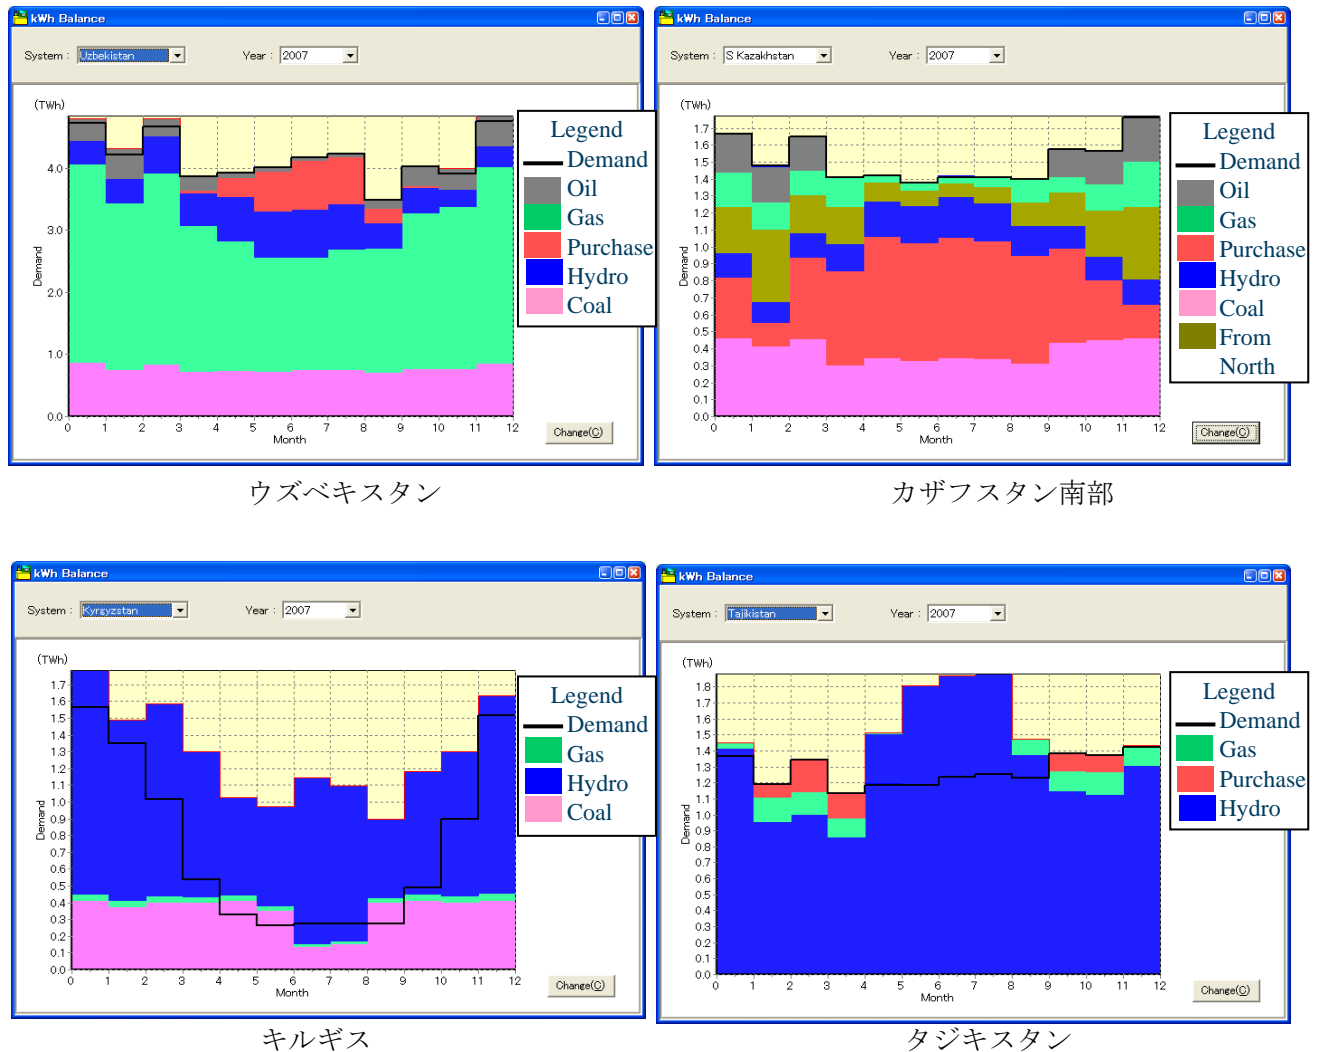 kWh Balance
System : Uzbekistan Year : 2007
(TWh)
4.0
3.0
2.0
1.0
0.0
Demand
0 1 2 3 4 5 6 7 8 9 10 11 12
Month
Change(C)
Legend
Demand
Oil
Gas
Purchase
Hydro
Coal
ウズベキスタン
kWh Balance
System : S Kazakhstan Year : 2007
(TWh)
1.7
1.6
1.5
1.4
1.3
1.2
1.1
1.0
0.9
0.8
0.7
0.6
0.5
0.4
0.3
0.2
0.1
0.0
Demand
0 1 2 3 4 5 6 7 8 9 10 11 12
Month
Change(C)
Legend
Demand
Oil
Gas
Purchase
Hydro
Coal
From
North
カザフスタン南部
kWh Balance
System : Kyrgyzstan Year : 2007
(TWh)
1.7
1.6
1.5
1.4
1.3
1.2
1.1
1.0
0.9
0.8
0.7
0.6
0.5
0.4
0.3
0.2
0.1
0.0
Demand
0 1 2 3 4 5 6 7 8 9 10 11 12
Month
Change(C)
Legend
Demand
Gas
Hydro
Coal
キルギス
kWh Balance
System : Tajikistan Year : 2007
(TWh)
1.8
1.7
1.6
1.5
1.4
1.3
1.2
1.1
1.0
0.9
0.8
0.7
0.6
0.5
0.4
0.3
0.2
0.1
0.0
Demand
0 1 2 3 4 5 6 7 8 9 10 11 12
Month
Change(C)
Legend
Demand
Gas
Purchase
Hydro
タジキスタン